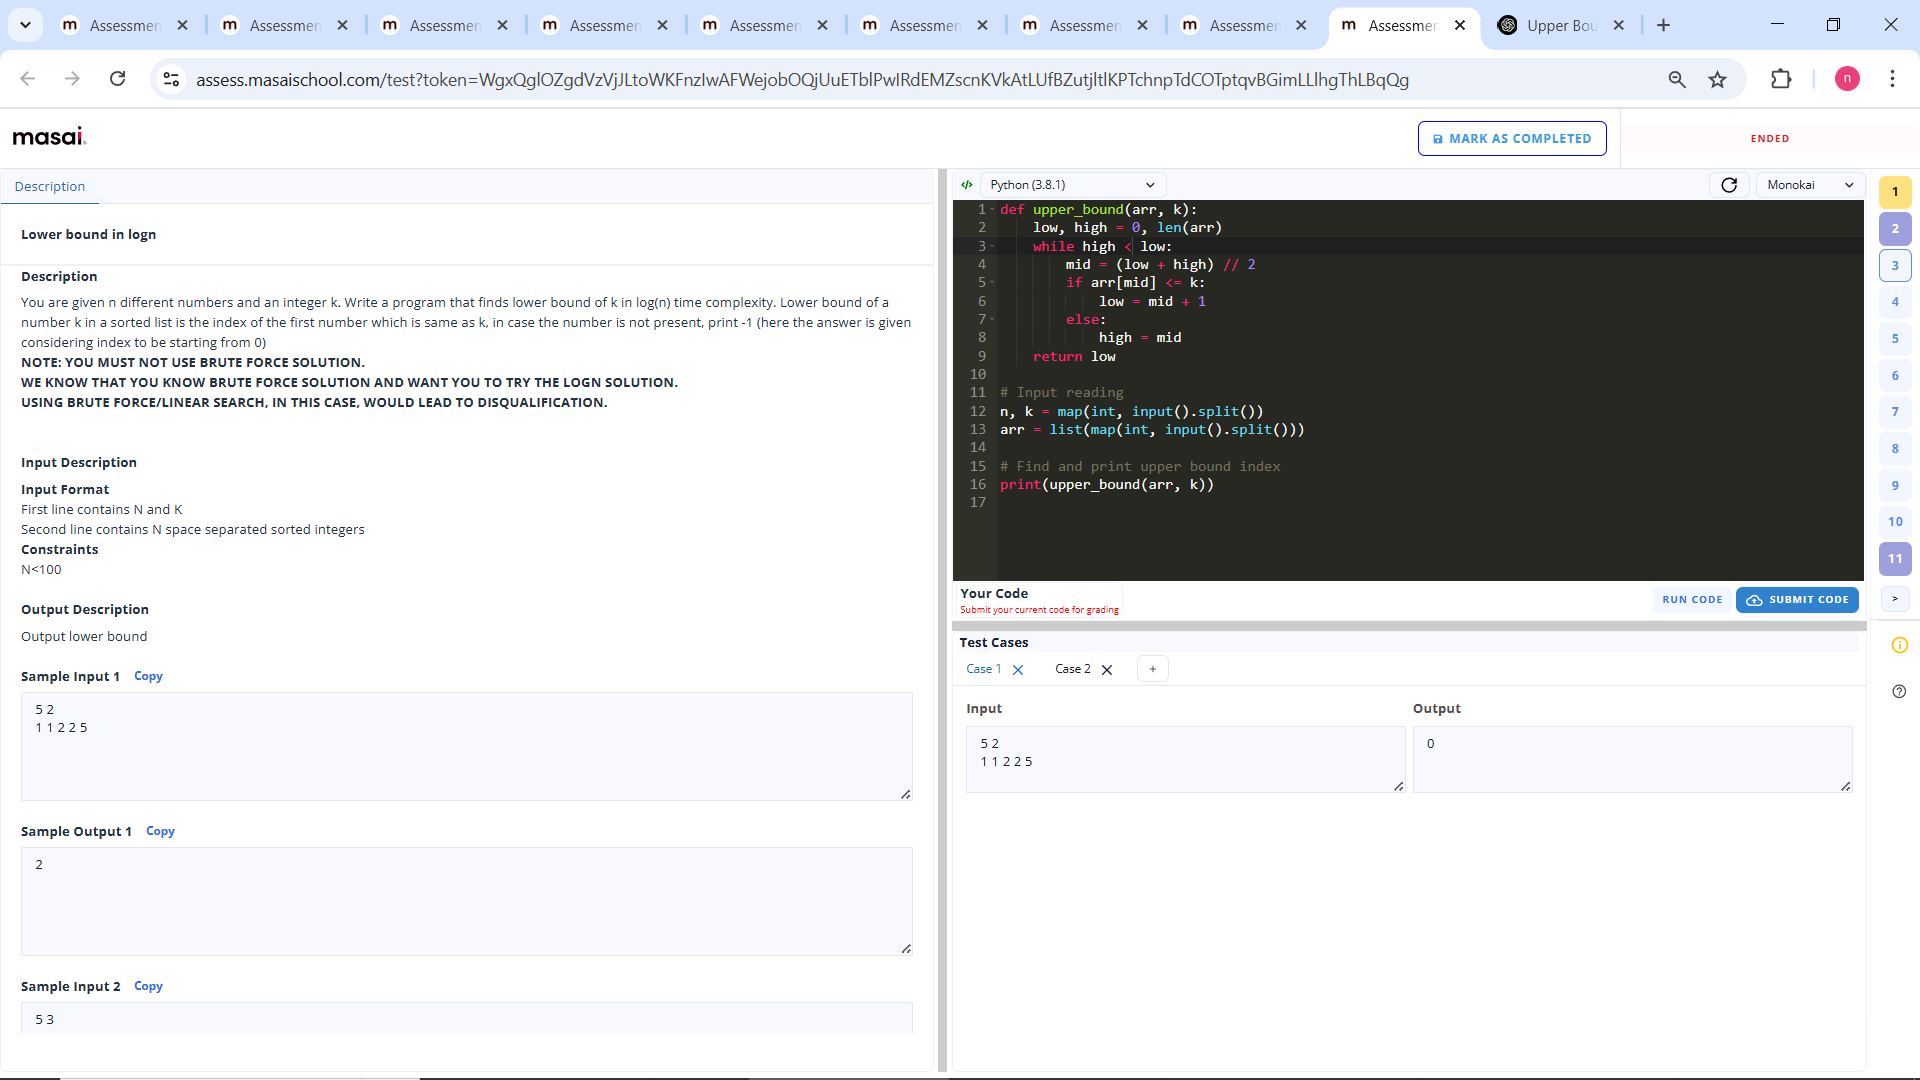 Assessmen
Assessmen
Assessmen
Assessmen
Assessmen
Assessmen
Assessmen
Assessmen
Assessmen
Upper Bou
assess.masaischool.com/test?token=WgxQglOZgdVzVjJLtoWKFnzIwAFWejobOQjUuETblPwIRdEMZscnKVkAtLUfBZutjltlKPTchnpTdCOTptqvBGimLLlhgThLBqQg
n
masai.
MARK AS COMPLETED
ENDED
Description
Python (3.8.1)
Monokai
Lower bound in logn
Description
You are given n different numbers and an integer k. Write a program that finds lower bound of k in log(n) time complexity. Lower bound of a
number k in a sorted list is the index of the first number which is same as k, in case the number is not present, print -1 (here the answer is given
considering index to be starting from 0)
NOTE: YOU MUST NOT USE BRUTE FORCE SOLUTION.
WE KNOW THAT YOU KNOW BRUTE FORCE SOLUTION AND WANT YOU TO TRY THE LOGN SOLUTION.
USING BRUTE FORCE/LINEAR SEARCH, IN THIS CASE, WOULD LEAD TO DISQUALIFICATION.
Input Description
Input Format
First line contains N and K
Second line contains N space separated sorted integers
Constraints
N<100
Output Description
Output lower bound
Sample Input 1 Copy
5 2
1 1 2 2 5
Sample Output 1 Copy
2
Sample Input 2 Copy
5 3
1 def upper_bound(arr, k):
2 low, high = 0, len(arr)
3 while high < low:
4 mid = (low + high) // 2
5 if arr[mid] <= k:
6 low = mid + 1
7 else:
8 high = mid
9 return low
10
11 # Input reading
12 n, k = map(int, input().split())
13 arr = list(map(int, input().split()))
14
15 # Find and print upper bound index
16 print(upper_bound(arr, k))
17
Your Code
Submit your current code for grading
RUN CODE
SUBMIT CODE
Test Cases
Case 1
Case 2
+
Input
Output
5 2
1 1 2 2 5
0
1
2
3
4
5
6
7
8
9
10
11
>